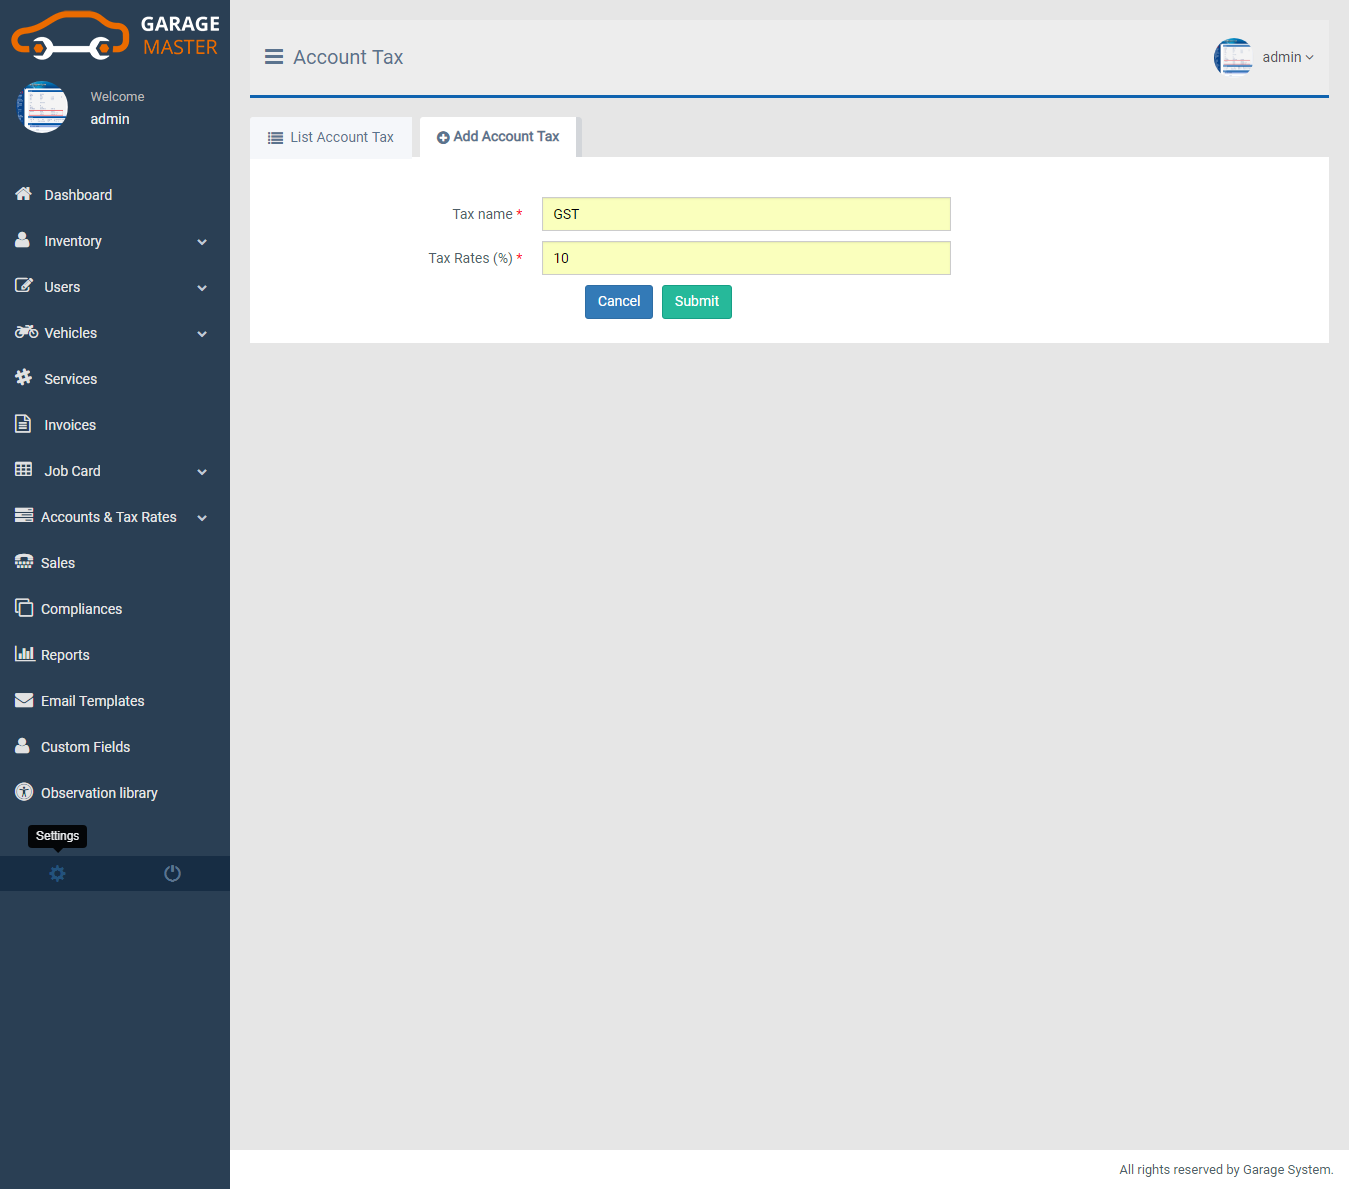 GARAGE
MASTER
Welcome
admin
Dashboard
Inventory
Users
Vehicles
Services
Invoices
Job Card
Accounts & Tax Rates
Sales
Compliances
Reports
Email Templates
Custom Fields
Observation library
Settings
Account Tax
admin
List Account Tax
Add Account Tax
Tax name * GST
Tax Rates (%) * 10
Cancel Submit
All rights reserved by Garage System.